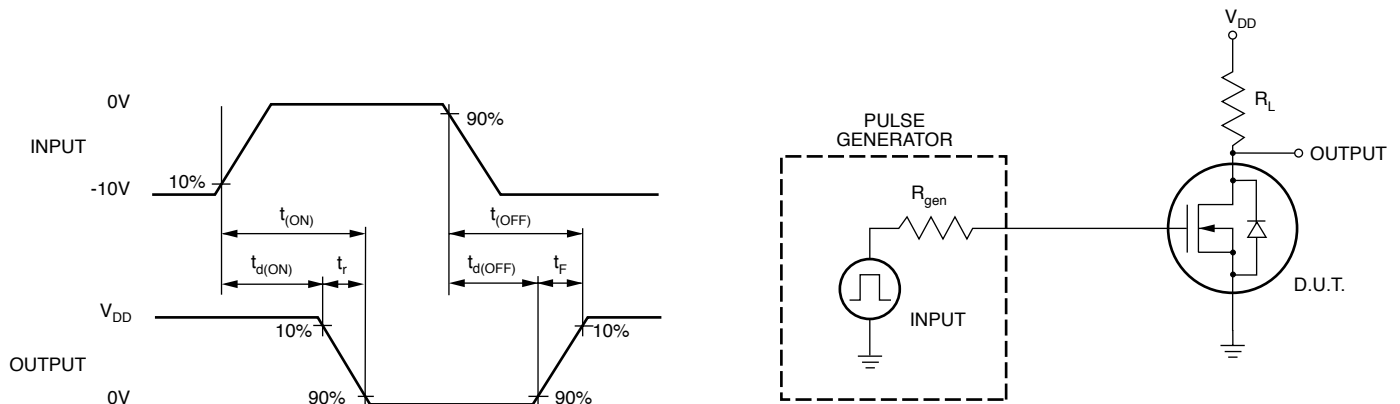 0V
INPUT
-10V
10%
90%
t(ON)
t(OFF)
td(ON)
tr
td(OFF)
tF
VDD
10%
10%
OUTPUT
0V
90%
90%
VDD
RL
OUTPUT
PULSE
GENERATOR
Rgen
INPUT
D.U.T.